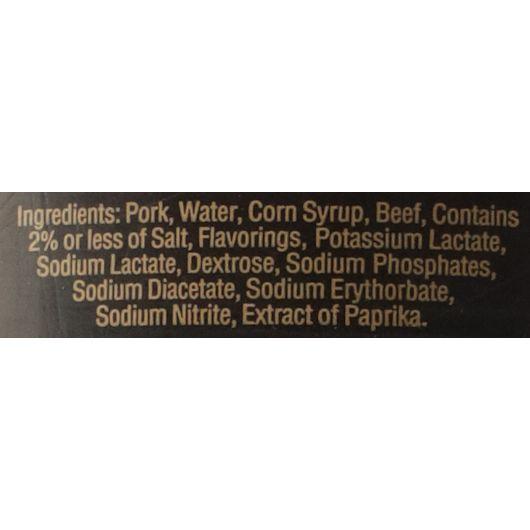 Ingredients: Pork, Water, Corn Syrup, Beef, Contains
2% or less of Salt, Flavorings, Potassium Lactate,
Sodium Lactate, Dextrose, Sodium Phosphates,
Sodium Diacetate, Sodium Erythorbate,
Sodium Nitrite, Extract of Paprika.